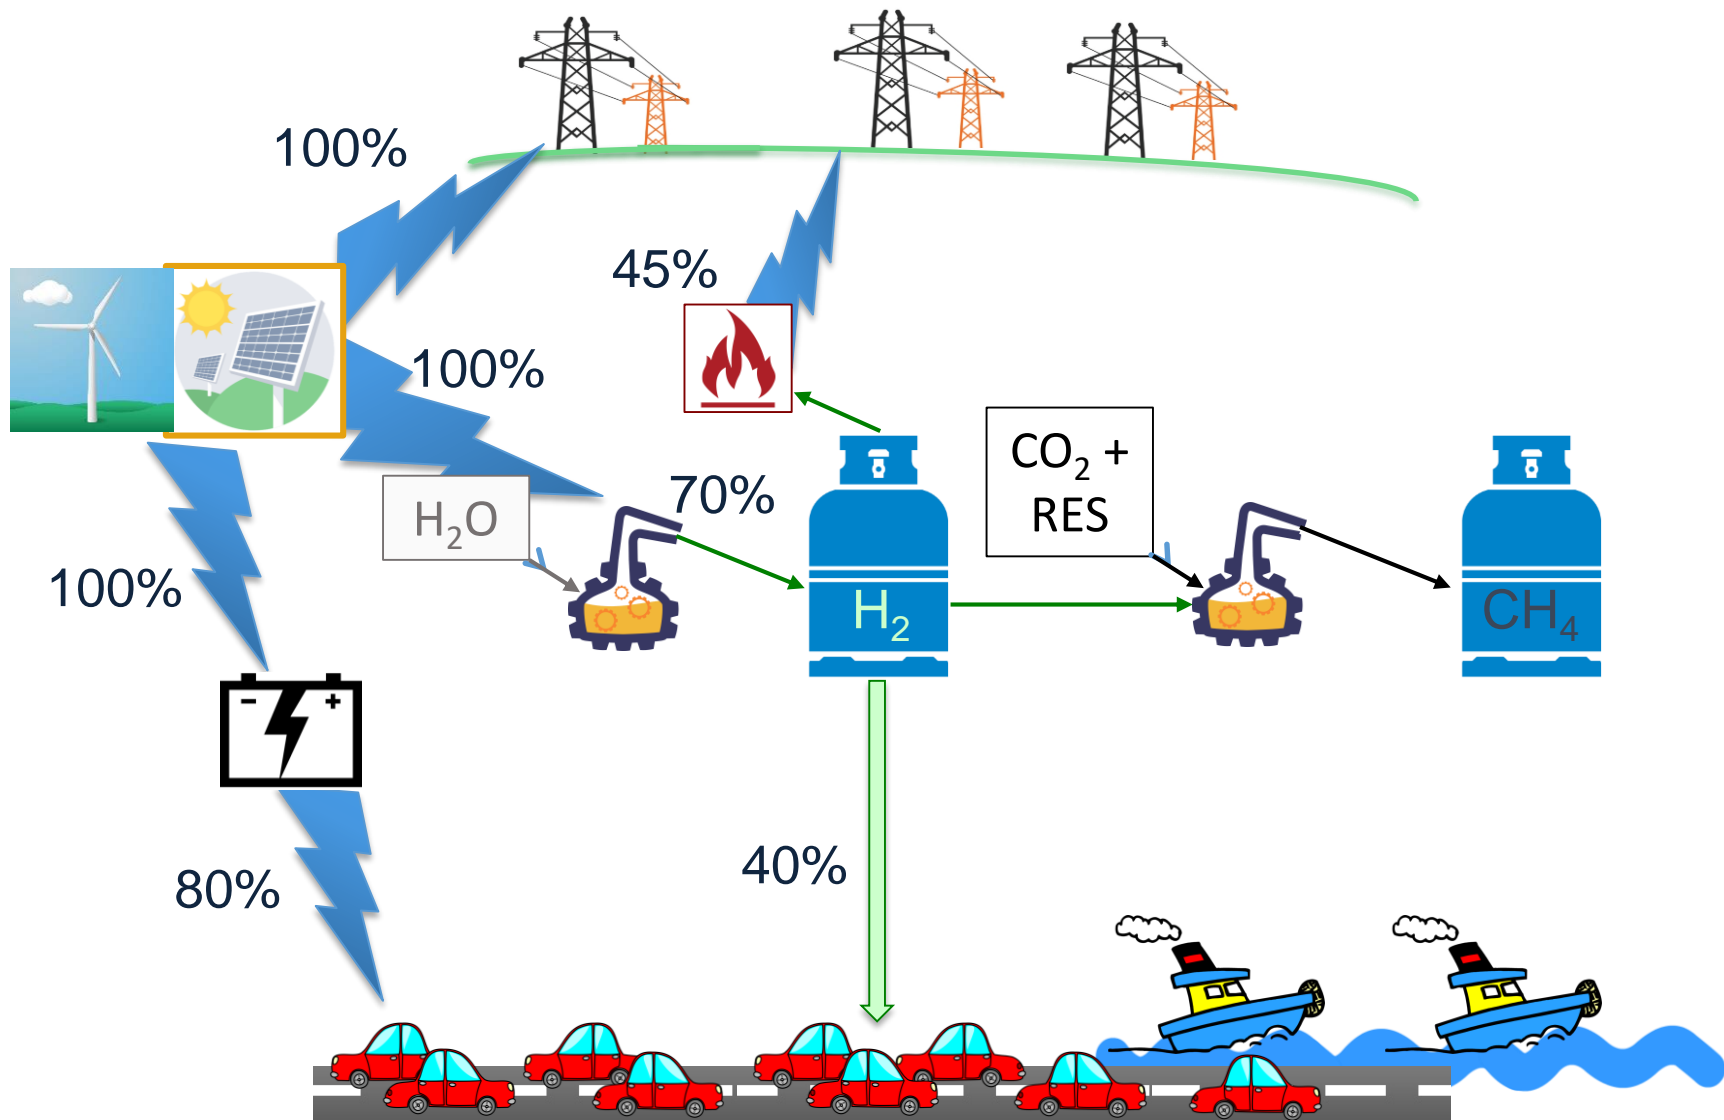 100%
45%
100%
CO₂ +
RES
70%
H₂O
100%
H₂
CH₄
- +
40%
80%